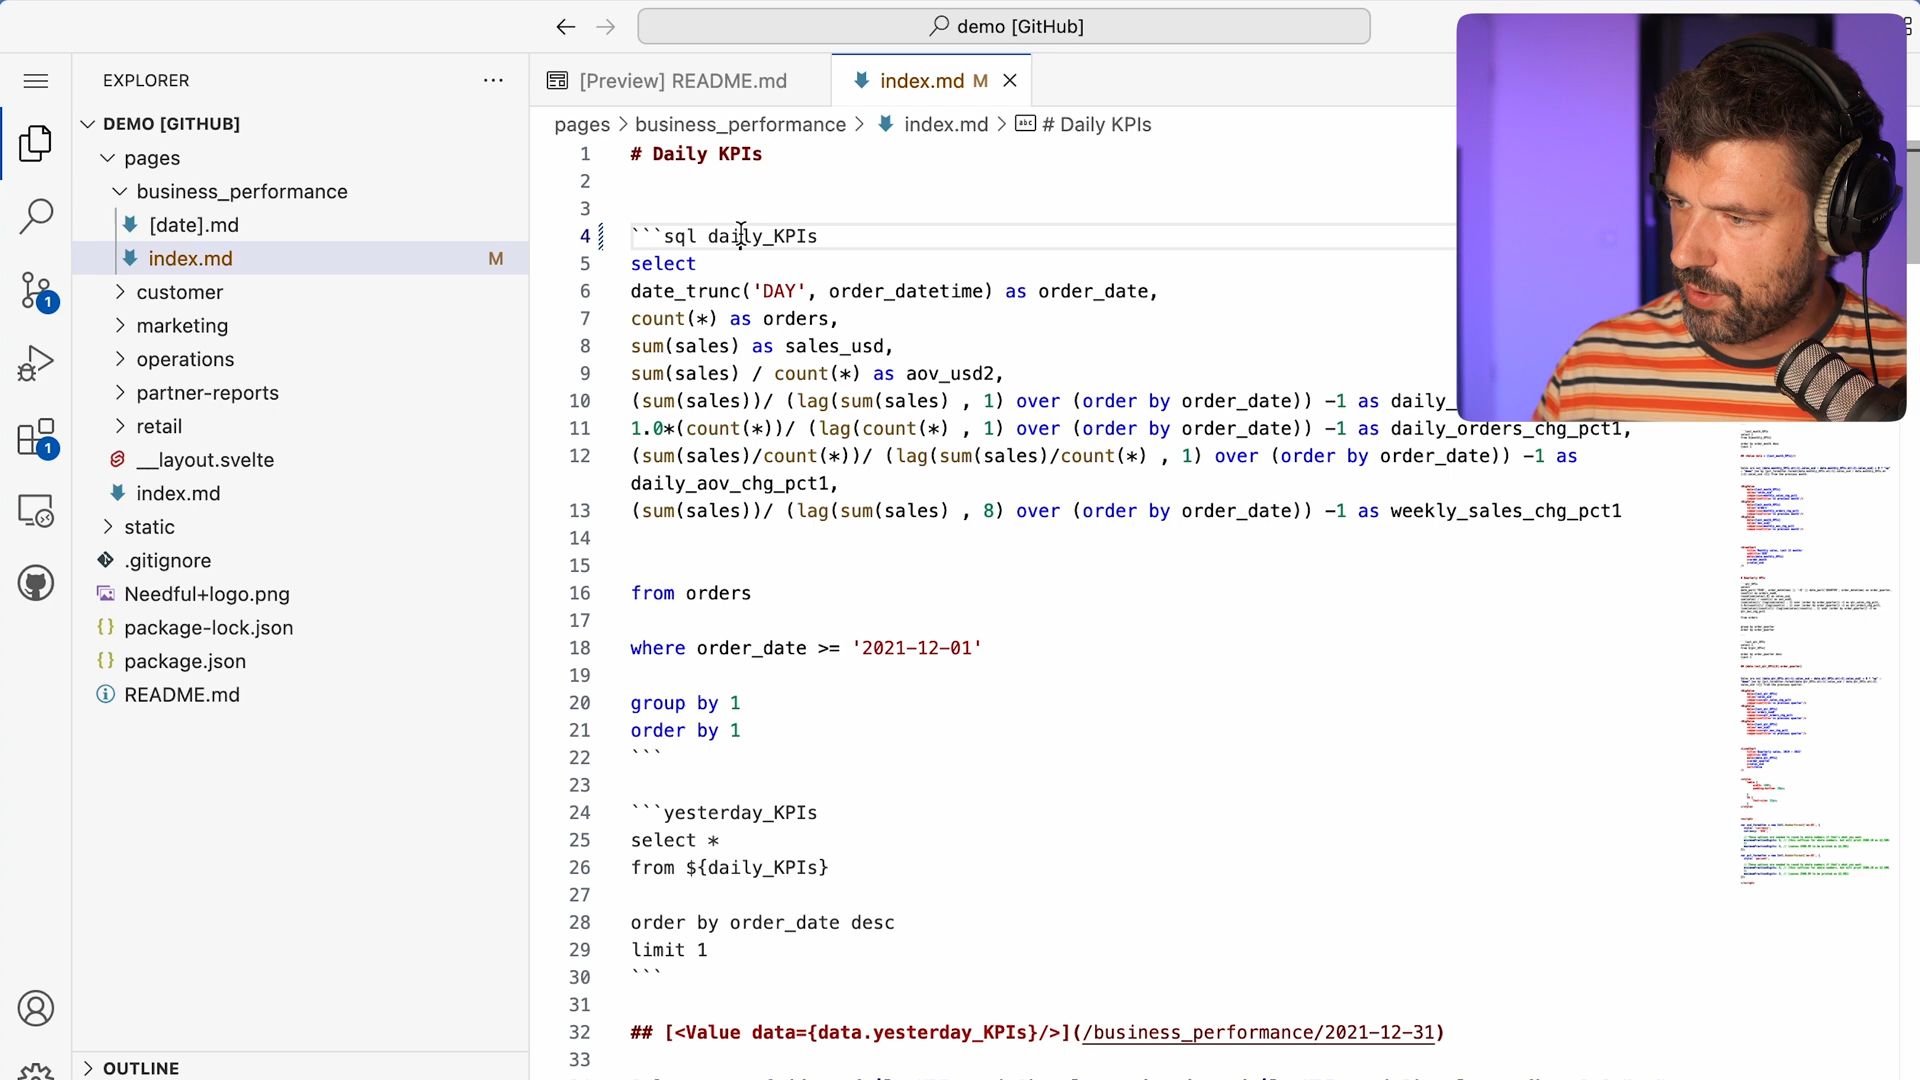 demo [GitHub]
EXPLORER
[Preview] README.md
index.md M
DEMO [GITHUB]
pages
business_performance
[date].md
index.md M
customer
marketing
operations
partner-reports
retail
__layout.svelte
index.md
static
.gitignore
Needful+logo.png
package-lock.json
package.json
README.md
OUTLINE
1
1
pages > business_performance > index.md > # Daily KPIs
1 # Daily KPIs
2
3
4 ```sql daily_KPIs
5 select
6 date_trunc('DAY', order_datetime) as order_date,
7 count(*) as orders,
8 sum(sales) as sales_usd,
9 sum(sales) / count(*) as aov_usd2,
10 (sum(sales))/ (lag(sum(sales) , 1) over (order by order_date)) -1 as daily_
11 1.0*(count(*))/ (lag(count(*) , 1) over (order by order_date)) -1 as daily_orders_chg_pct1,
12 (sum(sales)/count(*))/ (lag(sum(sales)/count(*) , 1) over (order by order_date)) -1 as
daily_aov_chg_pct1,
13 (sum(sales))/ (lag(sum(sales) , 8) over (order by order_date)) -1 as weekly_sales_chg_pct1
14
15
16 from orders
17
18 where order_date >= '2021-12-01'
19
20 group by 1
21 order by 1
22 ```
23
24 ```yesterday_KPIs
25 select *
26 from ${daily_KPIs}
27
28 order by order_date desc
29 limit 1
30 ```
31
32 ## [<Value data={data.yesterday_KPIs}/>](/business_performance/2021-12-31)
33